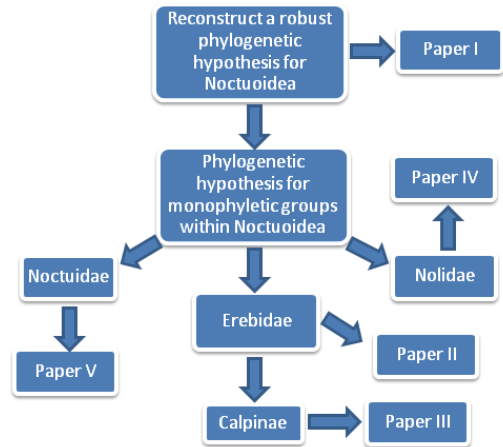 Reconstruct a robust
phylogenetic
hypothesis for
Noctuoidea
Paper I
Phylogenetic
hypothesis for
monophyletic groups
within Noctuoidea
Paper IV
Noctuidae
Nolidae
Erebidae
Paper V
Paper II
Calpinae
Paper III